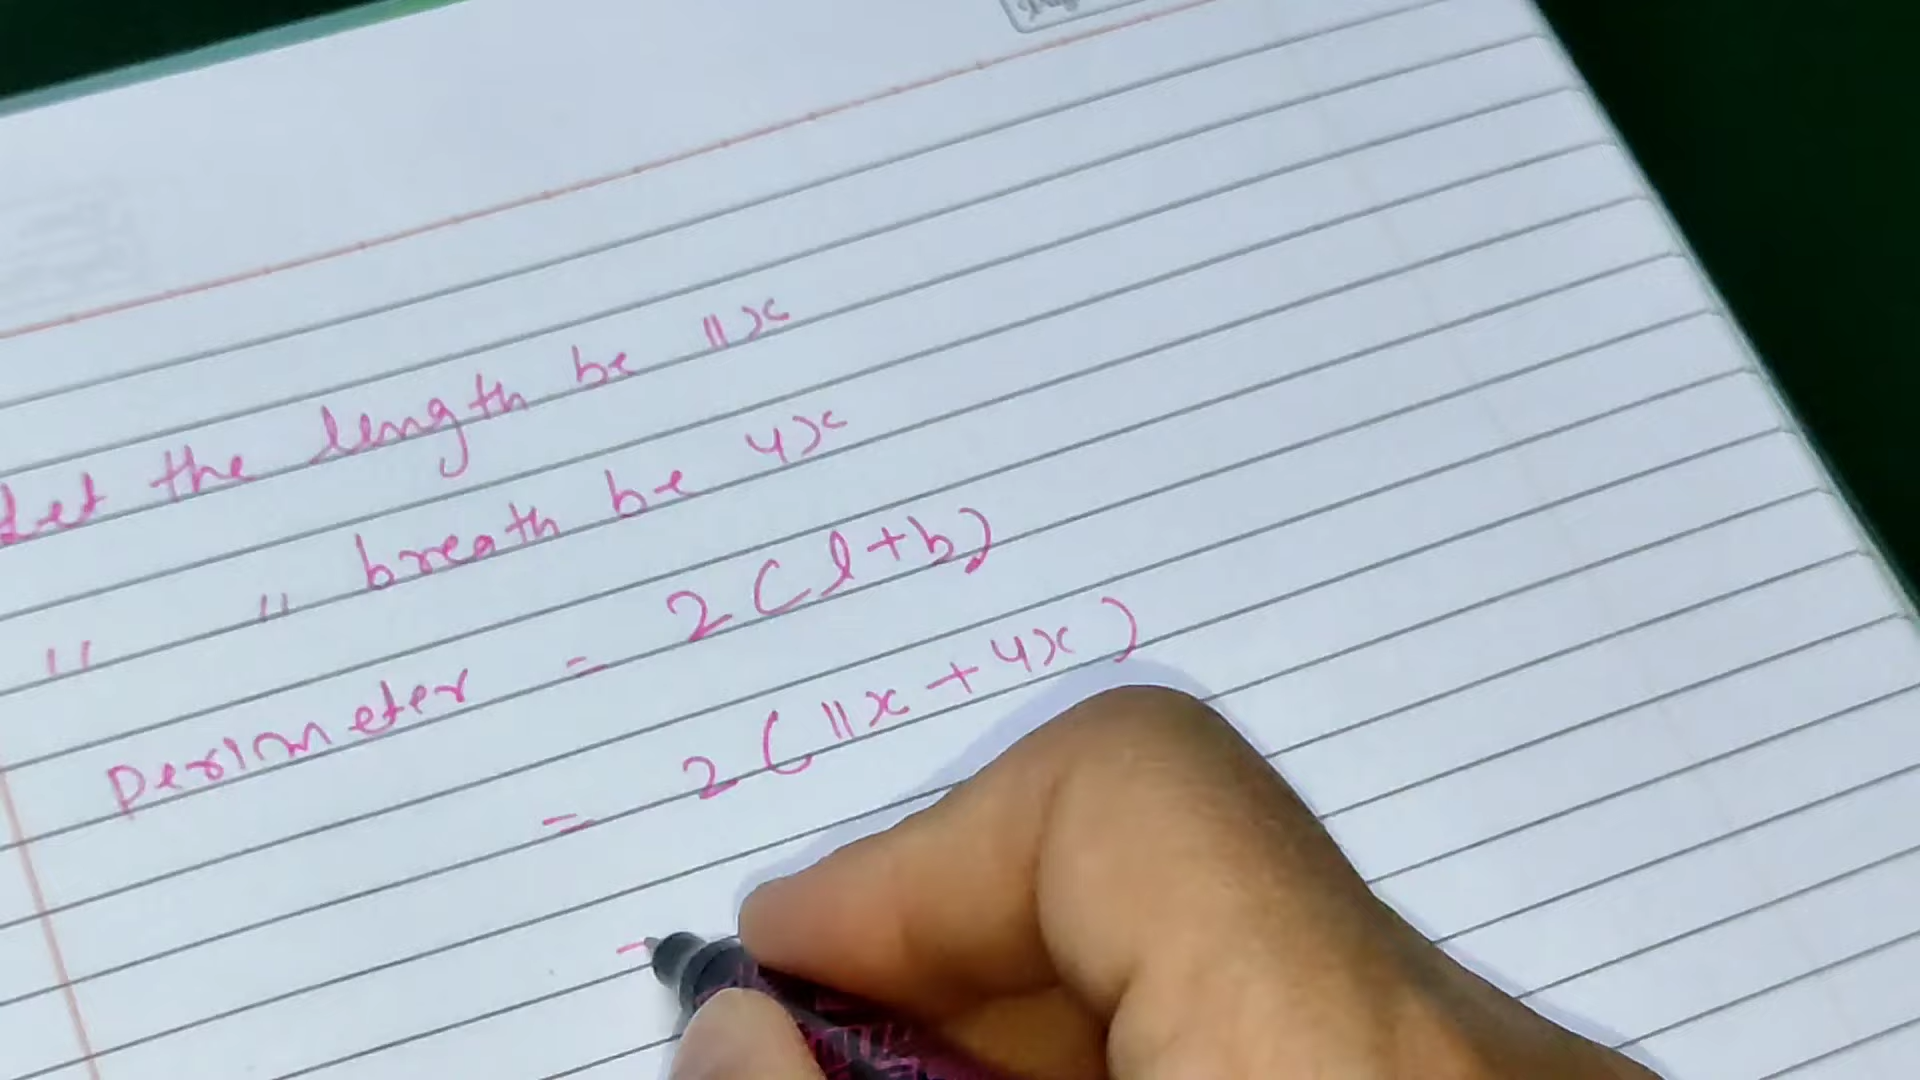 Let the length be 11x
" " breath be 4x
Perimeter = 2(l+b)
= 2(11x+4x)